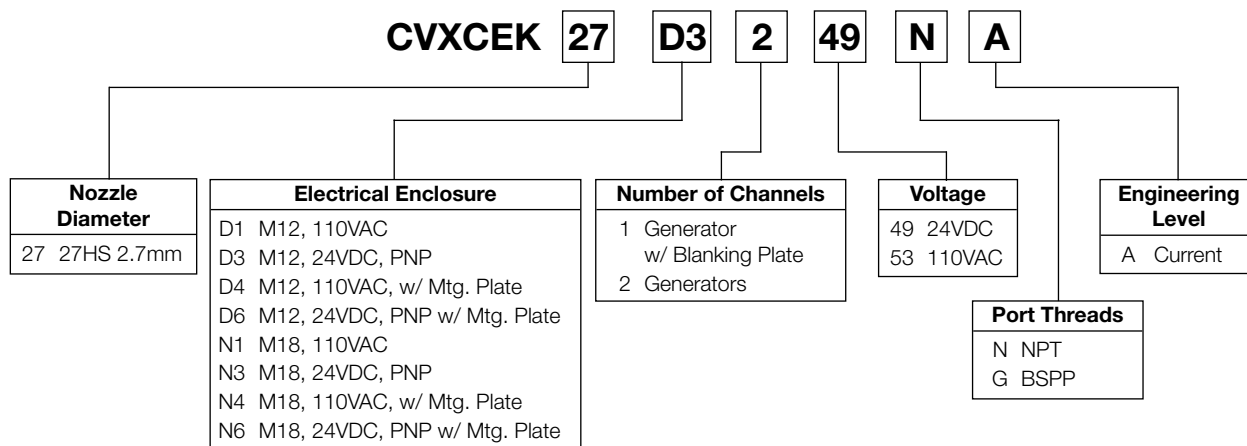 CVXCEK 27 D3 2 49 N A
Nozzle
Diameter
27 27HS 2.7mm
Electrical Enclosure
D1 M12, 110VAC
D3 M12, 24VDC, PNP
D4 M12, 110VAC, w/ Mtg. Plate
D6 M12, 24VDC, PNP w/ Mtg. Plate
N1 M18, 110VAC
N3 M18, 24VDC, PNP
N4 M18, 110VAC, w/ Mtg. Plate
N6 M18, 24VDC, PNP w/ Mtg. Plate
Number of Channels
1 Generator
w/ Blanking Plate
2 Generators
Voltage
49 24VDC
53 110VAC
Port Threads
N NPT
G BSPP
Engineering
Level
A Current